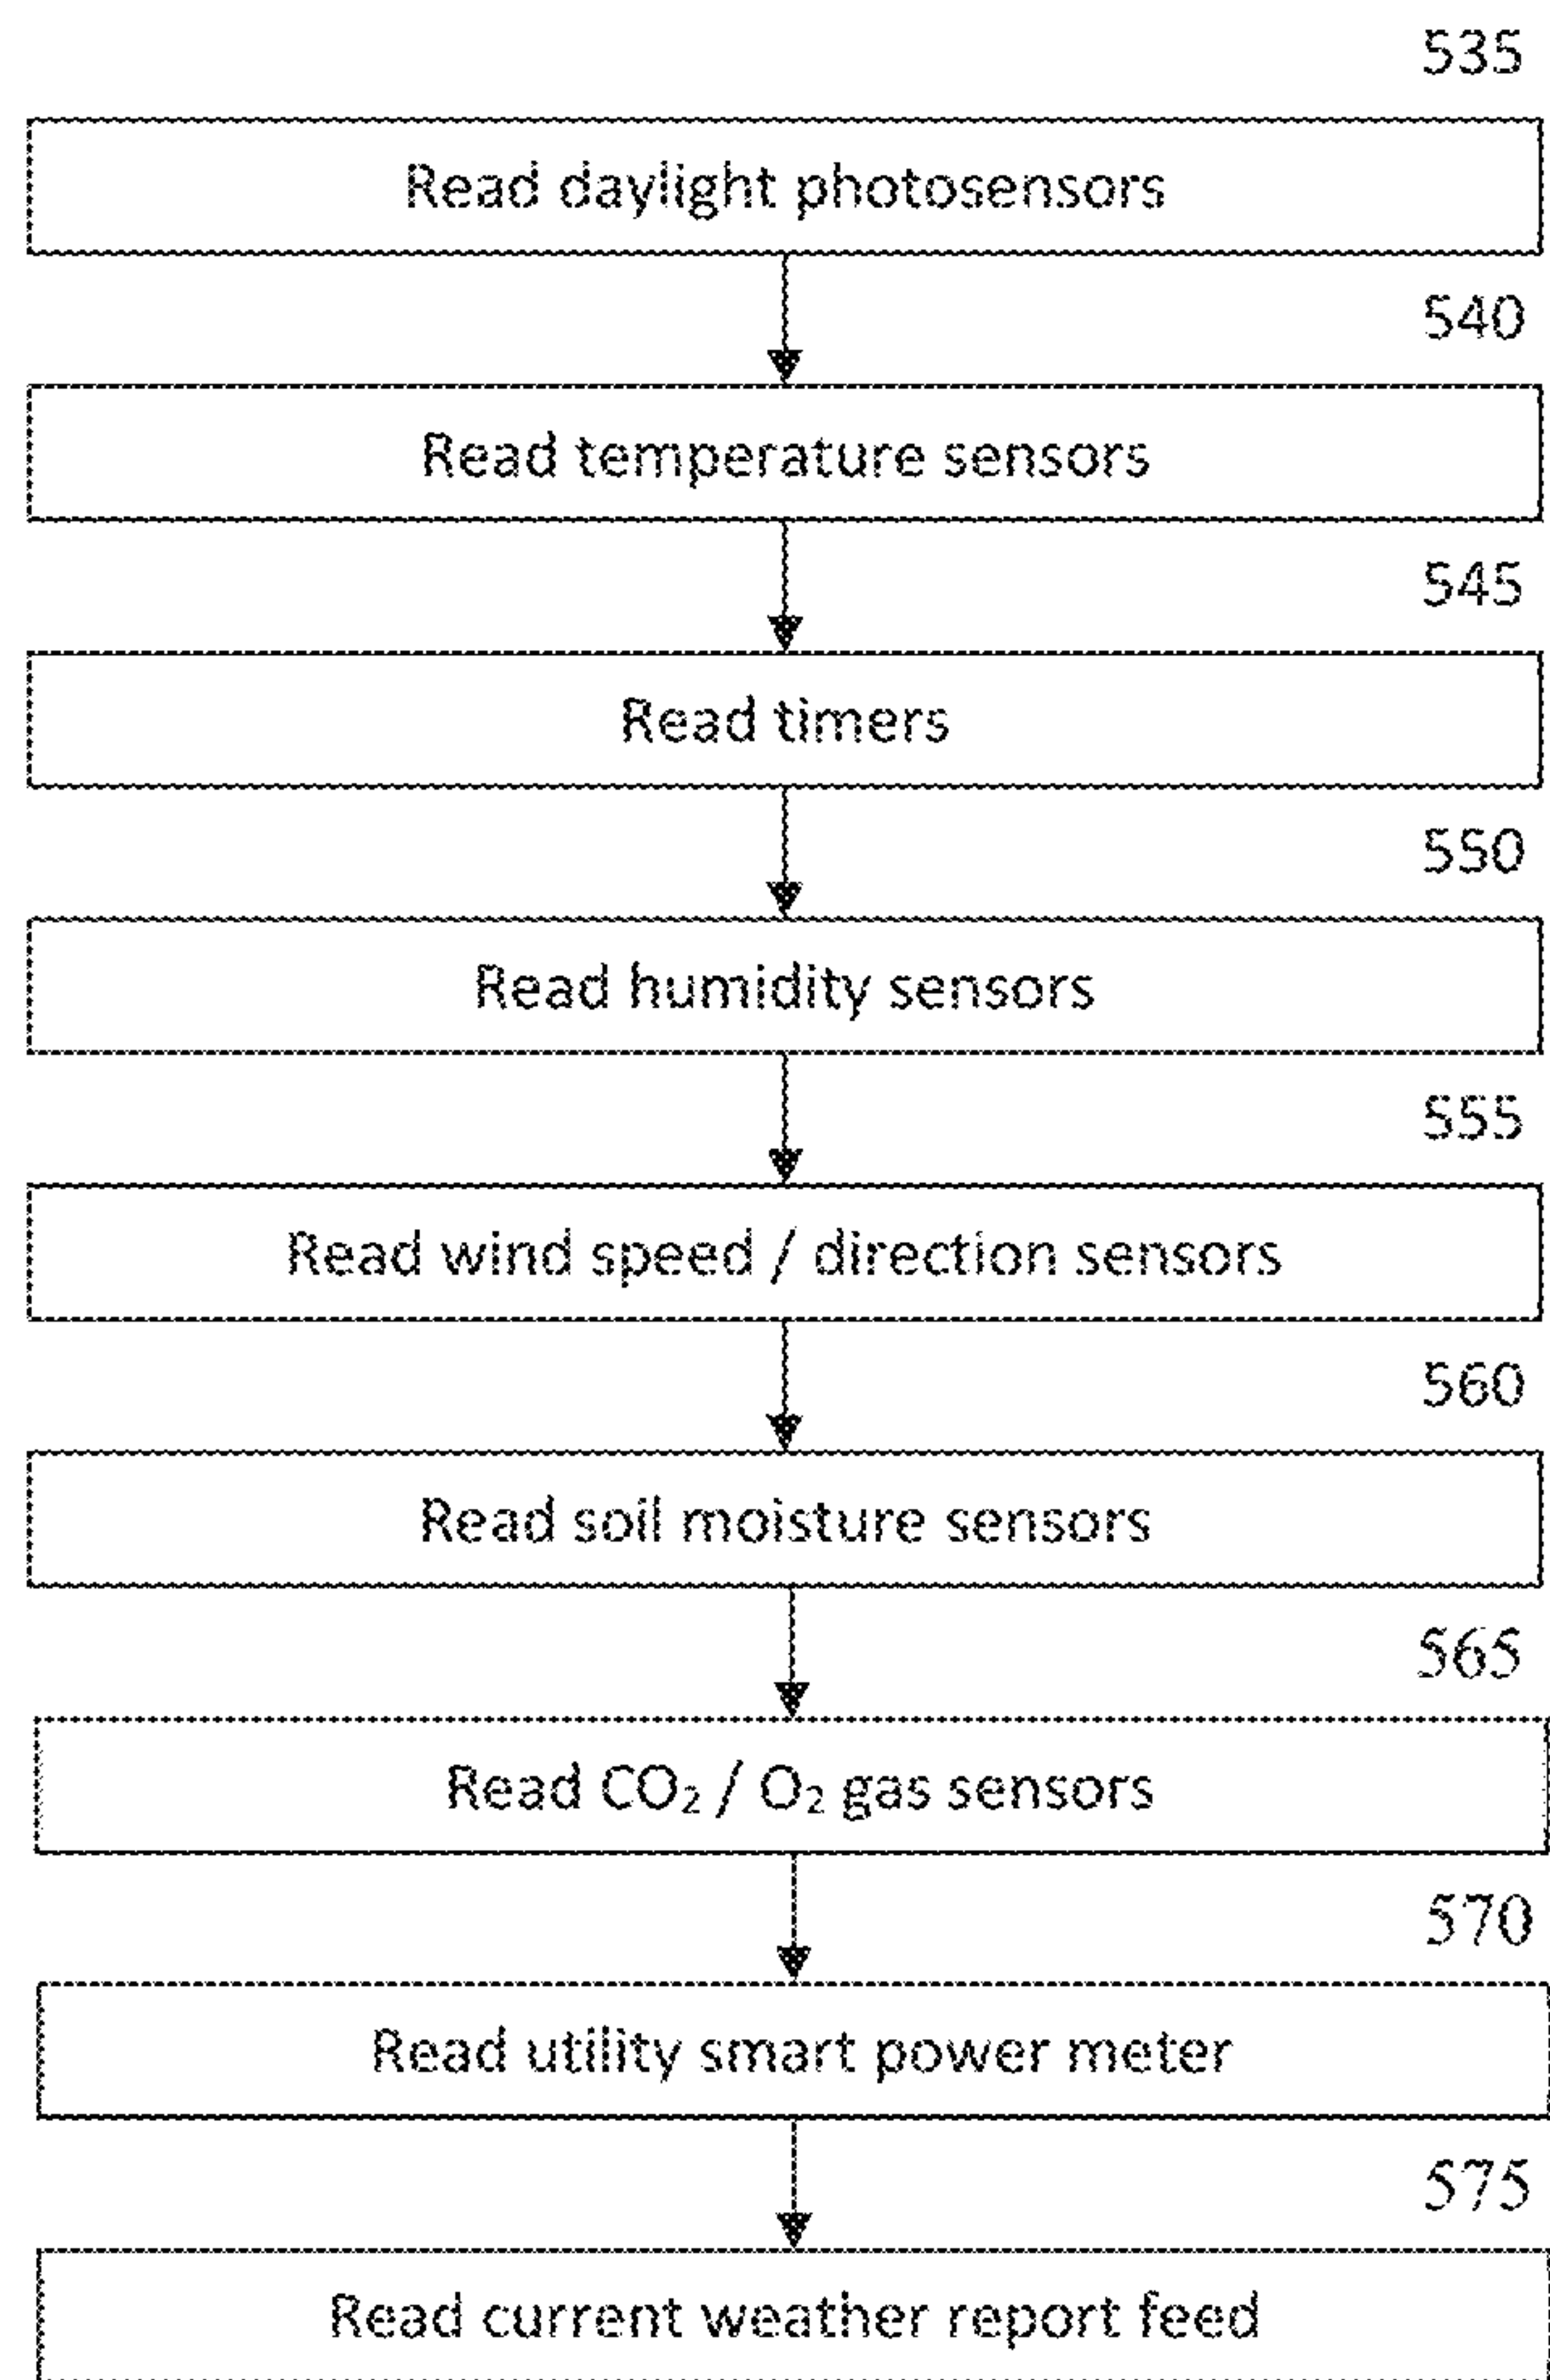 535
Read daylight photosensors
540
Read temperature sensors
545
Read timers
550
Read humidity sensors
555
Read wind speed / direction sensors
560
Read soil moisture sensors
565
Read CO₂ / O₂ gas sensors
570
Read utility smart power meter
575
Read current weather report feed